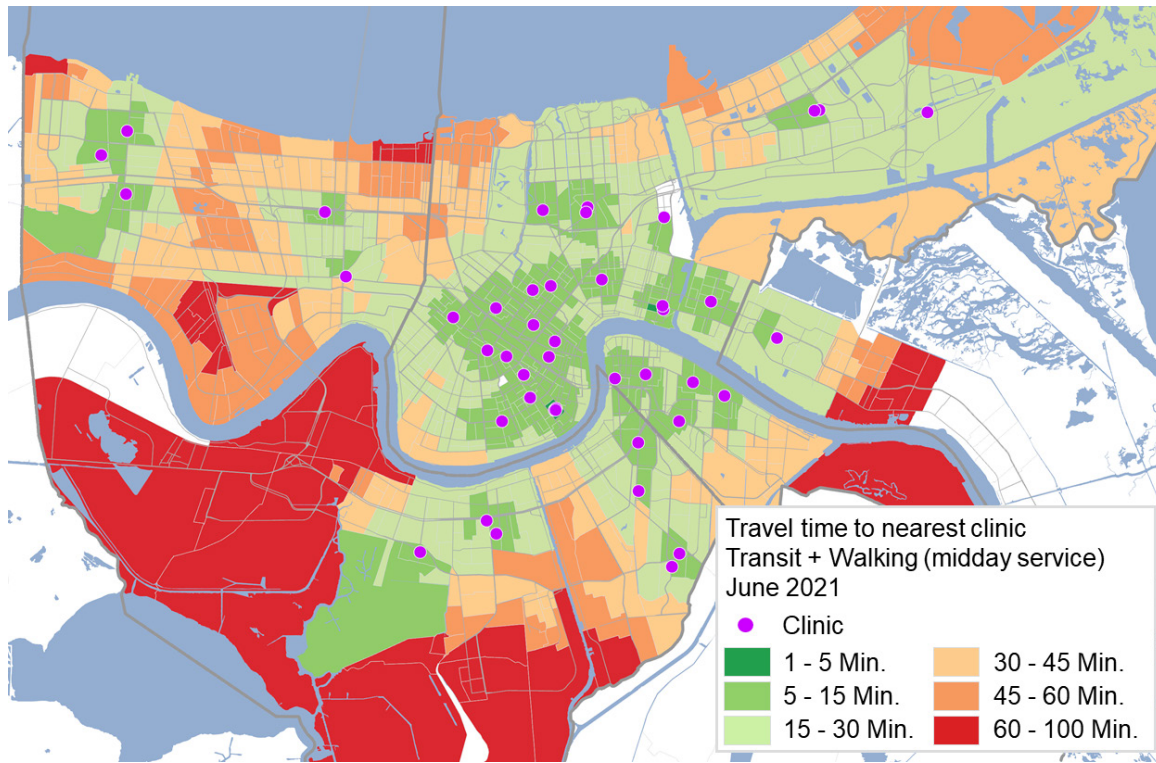 Travel time to nearest clinic
Transit + Walking (midday service)
June 2021
Clinic
1 - 5 Min.
5 - 15 Min.
15 - 30 Min.
30 - 45 Min.
45 - 60 Min.
60 - 100 Min.